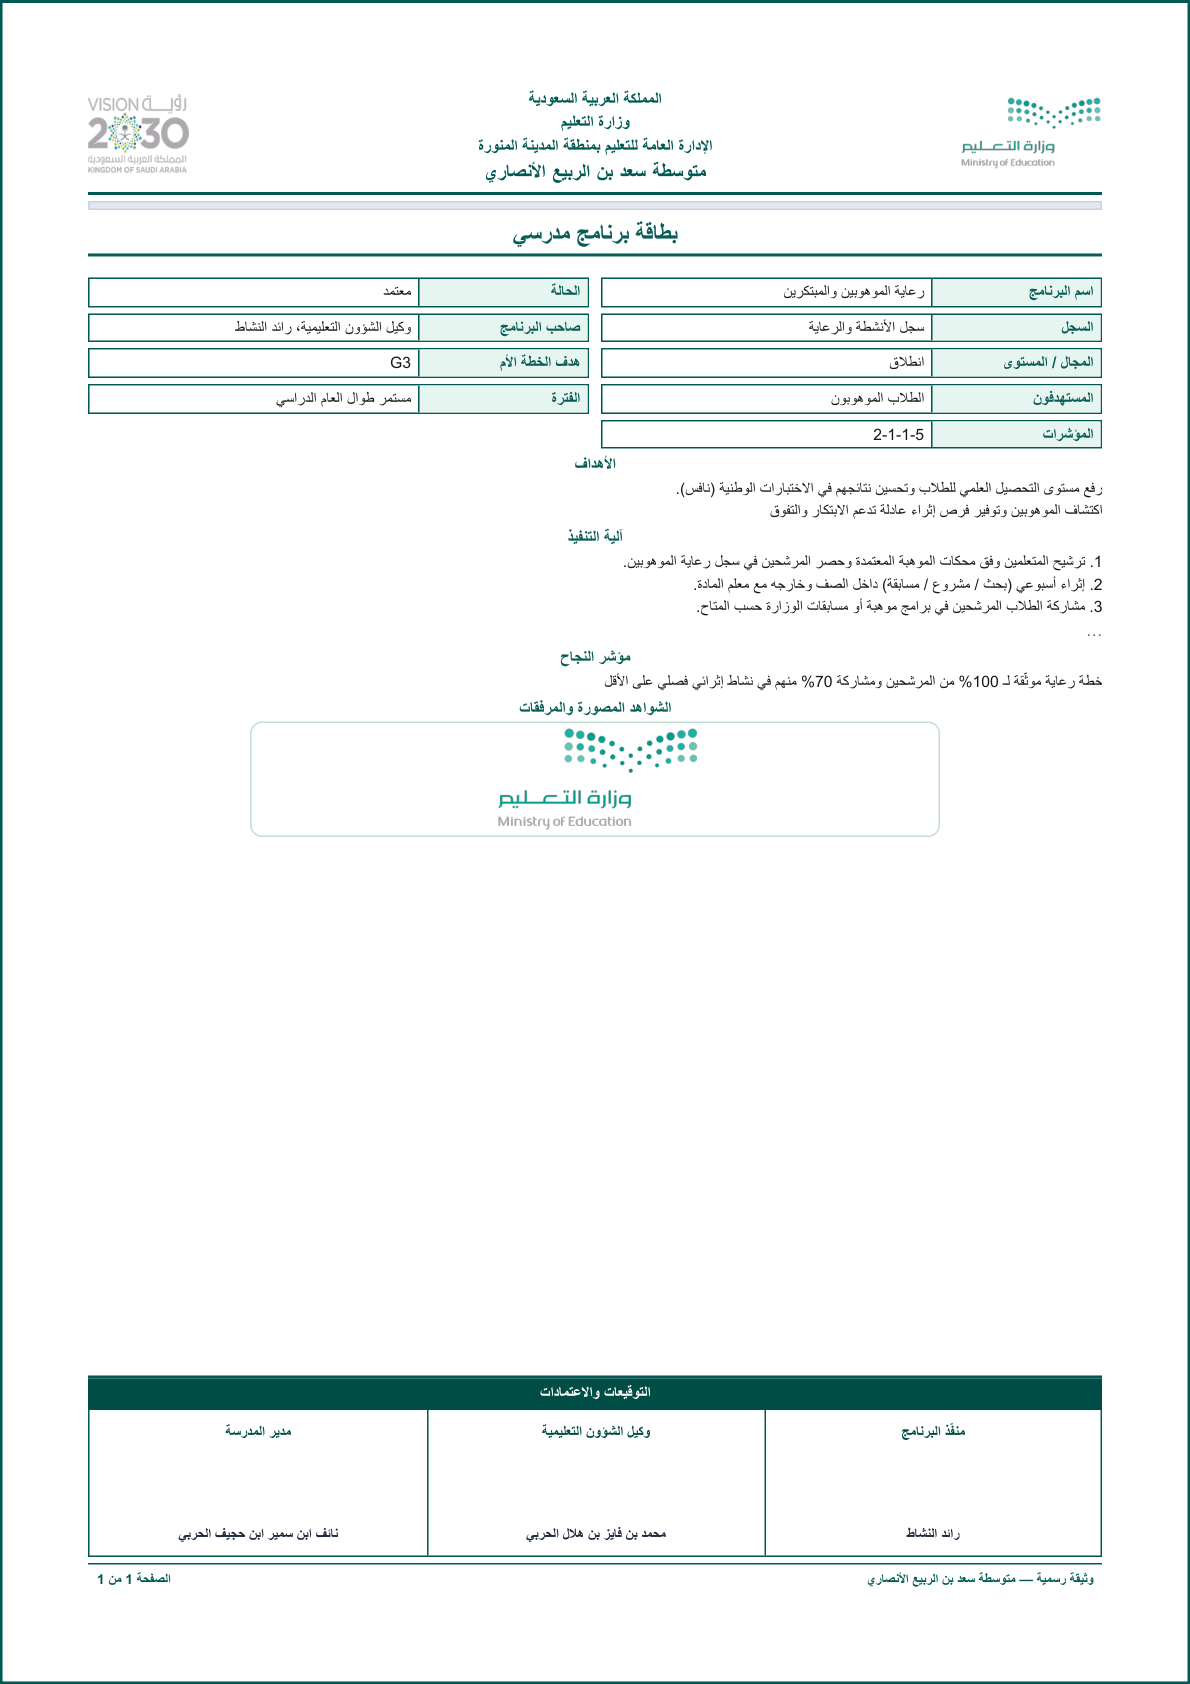 المملكة العربية السعودية
وزارة التعليم
الإدارة العامة للتعليم بمنطقة المدينة المنورة
متوسطة سعد بن الربيع الأنصاري
وزارة التعـــليم
Ministry of Education
VISION رؤيـــة
2030
المملكة العربية السعودية
KINGDOM OF SAUDI ARABIA
بطاقة برنامج مدرسي
اسم البرنامج رعاية الموهوبين والمبتكرين الحالة معتمد
السجل سجل الأنشطة والرعاية صاحب البرنامج وكيل الشؤون التعليمية، رائد النشاط
المجال / المستوى انطلاق هدف الخطة الأم G3
المستهدفون الطلاب الموهوبون الفترة مستمر طوال العام الدراسي
المؤشرات 2-1-1-5
الأهداف
رفع مستوى التحصيل العلمي للطلاب وتحسين نتائجهم في الاختبارات الوطنية (نافس).
اكتشاف الموهوبين وتوفير فرص إثراء عادلة تدعم الابتكار والتفوق
آلية التنفيذ
1. ترشيح المتعلمين وفق محكات الموهبة المعتمدة وحصر المرشحين في سجل رعاية الموهوبين.
2. إثراء أسبوعي (بحث / مشروع / مسابقة) داخل الصف وخارجه مع معلم المادة.
3. مشاركة الطلاب المرشحين في برامج موهبة أو مسابقات الوزارة حسب المتاح.
...
مؤشر النجاح
خطة رعاية موثّقة لـ 100% من المرشحين ومشاركة 70% منهم في نشاط إثرائي فصلي على الأقل
الشواهد المصورة والمرفقات
وزارة التعـــليم
Ministry of Education
التوقيعات والاعتمادات
منفّذ البرنامج وكيل الشؤون التعليمية مدير المدرسة
رائد النشاط محمد بن فايز بن هلال الحربي نائف ابن سمير ابن حجيف الحربي
وثيقة رسمية — متوسطة سعد بن الربيع الأنصاري الصفحة 1 من 1